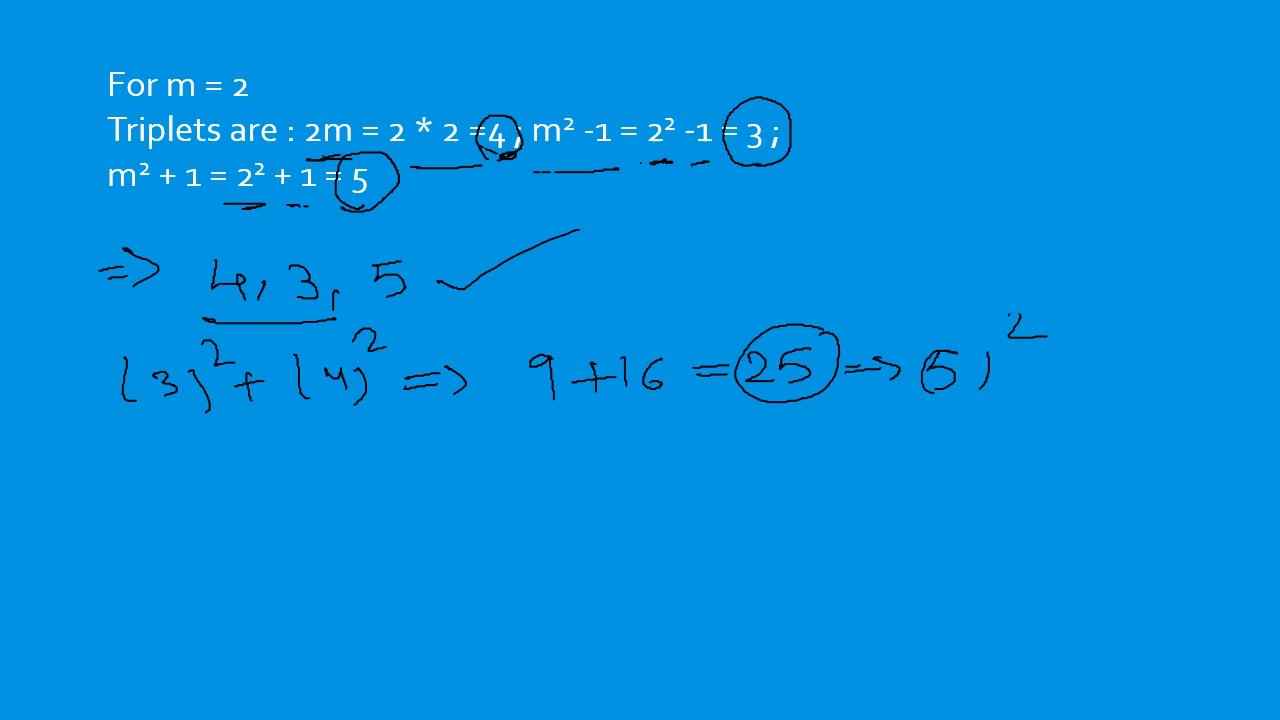 For m = 2
Triplets are : 2m = 2 * 2 =4 ; m² -1 = 2² -1 = 3 ;
m² + 1 = 2² + 1 = 5
=> 4, 3, 5 ✓
(3)² + (4)² => 9 + 16 = 25 => 5)²